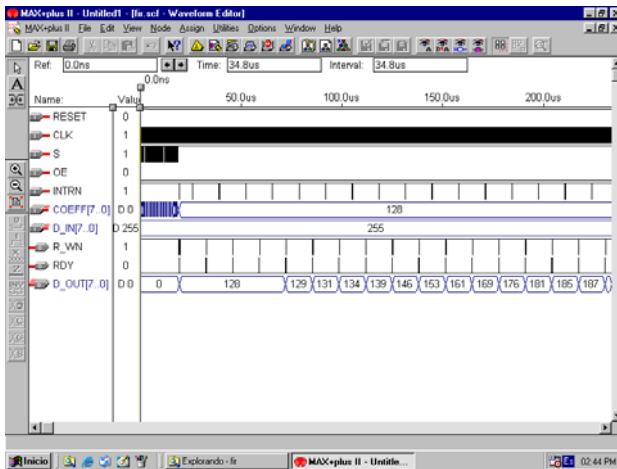 MAX+plus II - Untitled1 - [fir.scf - Waveform Editor]
MAX+plus II File Edit View Node Assign Utilities Options Window Help
Ref: 0.0ns Time: 34.8us Interval: 34.8us
0.0ns
Name: Valu 50.0us 100.0us 150.0us 200.0us
RESET 0
CLK 1
S 1
OE 0
INTRN 1
COEFF[7..0] D 0 128
D_IN[7..0] D 255 255
R_WN 1
RDY 0
D_OUT[7..0] D 0 0 128 129 131 134 139 146 153 161 169 176 181 185 187
Inicio Explorando - fir MAX+plus II - Untitle... Es 02:44 PM